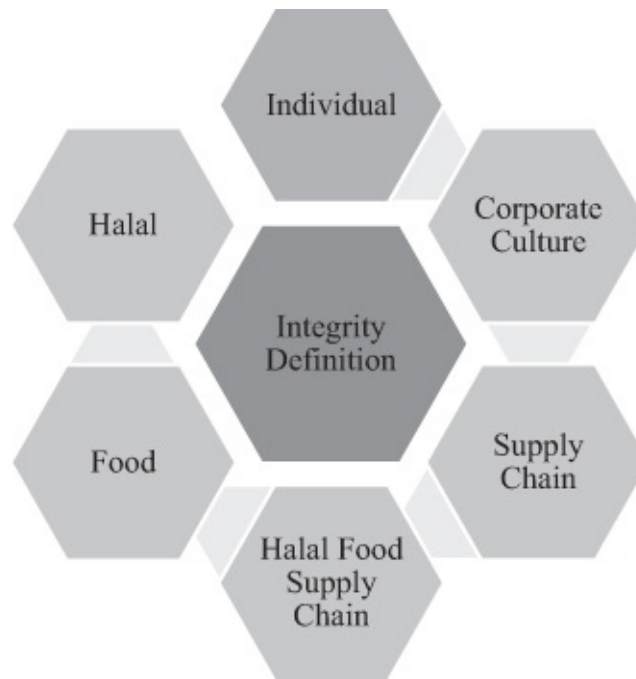 Individual
Corporate
Culture
Supply
Chain
Halal Food
Supply
Chain
Food
Halal
Integrity
Definition